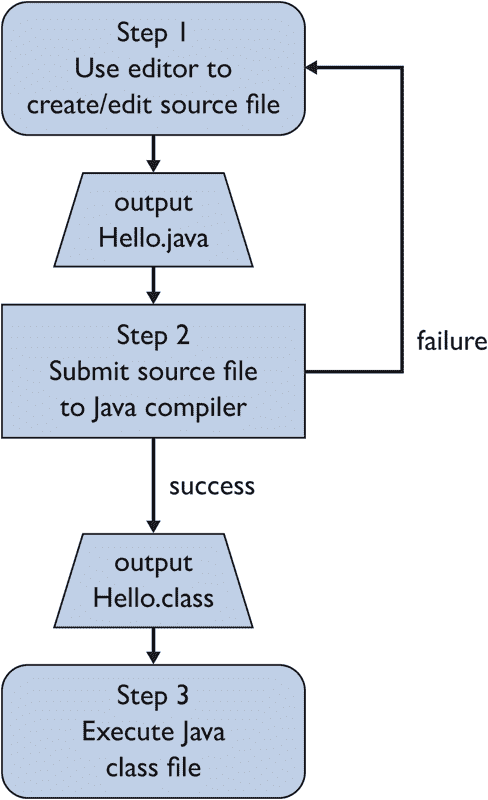 Step 1
Use editor to
create/edit source file
output
Hello.java
Step 2
Submit source file
to Java compiler
failure
success
output
Hello.class
Step 3
Execute Java
class file